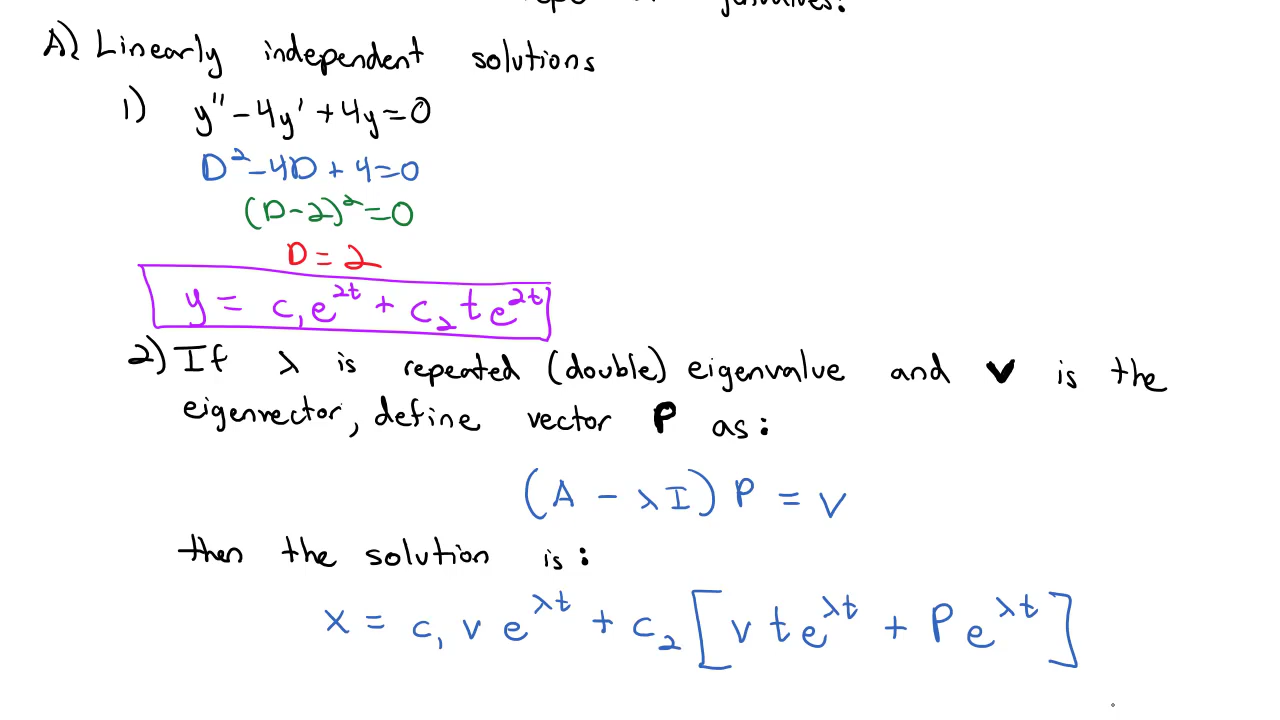 A) Linearly independent solutions
1) y'' - 4y' + 4y = 0
D² - 4D + 4 = 0
(D - 2)² = 0
D = 2
y = c₁e^{2t} + c₂ t e^{2t}
2) If λ is repeated (double) eigenvalue and v is the
eigenvector, define vector P as:
(A - λI) P = v
then the solution is:
x = c₁ v e^{λt} + c₂ [v t e^{λt} + P e^{λt}]